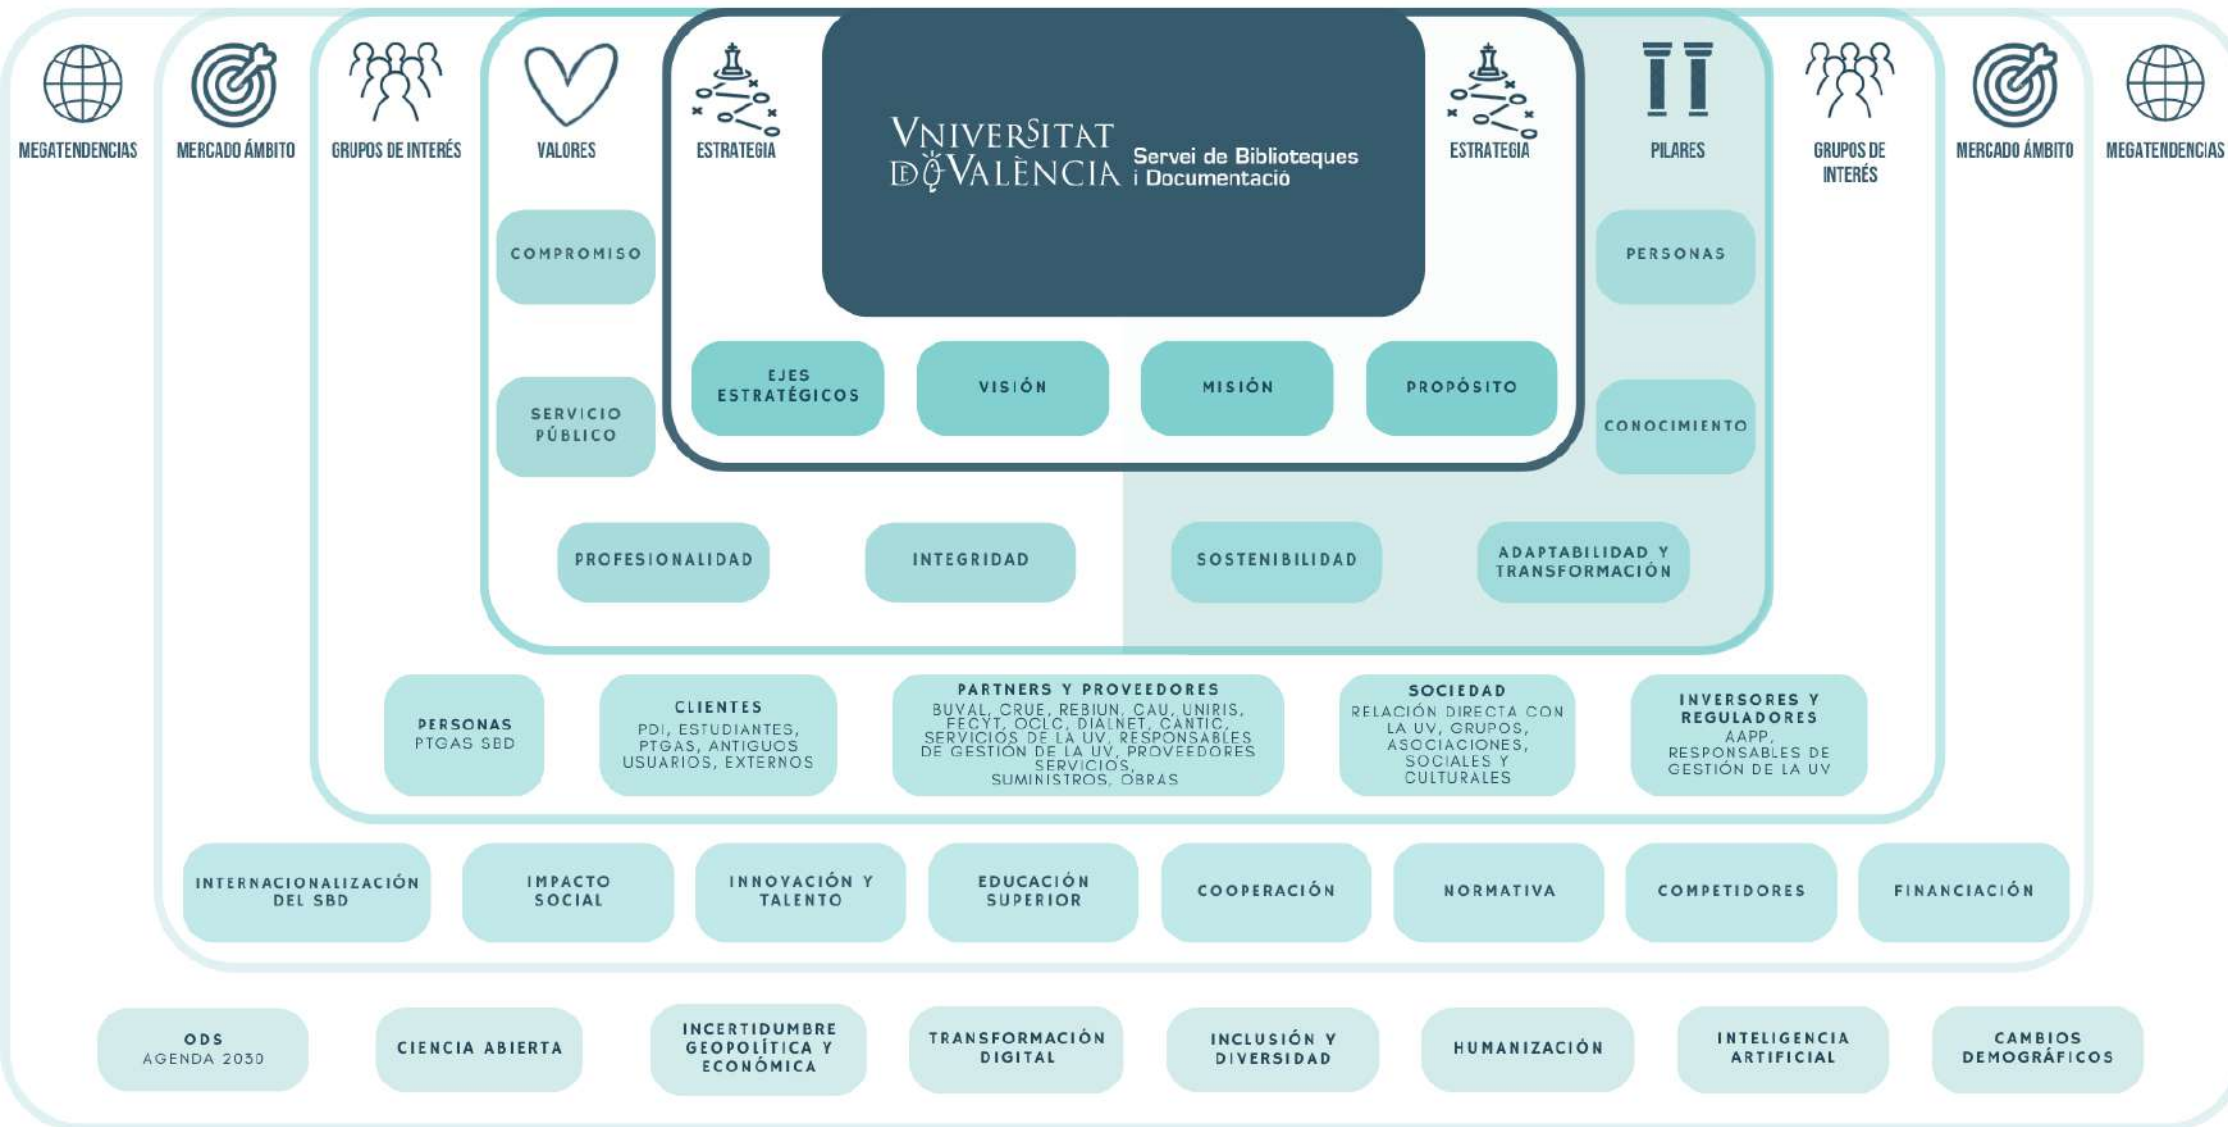 MEGATENDENCIAS
MERCADO ÁMBITO
GRUPOS DE INTERÉS
VALORES
ESTRATEGIA
VNIVERSITAT
DÖVALÈNCIA
Servei de Biblioteques
i Documentació
ESTRATEGIA
PILARES
GRUPOS DE
INTERÉS
MERCADO ÁMBITO
MEGATENDENCIAS
COMPROMISO
PERSONAS
EJES
ESTRATÉGICOS
VISIÓN
MISIÓN
PROPÓSITO
SERVICIO
PÚBLICO
CONOCIMIENTO
PROFESIONALIDAD
INTEGRIDAD
SOSTENIBILIDAD
ADAPTABILIDAD Y
TRANSFORMACIÓN
PERSONAS
PTGAS SBD
CLIENTES
PDI, ESTUDIANTES,
PTGAS, ANTIGUOS
USUARIOS, EXTERNOS
PARTNERS Y PROVEEDORES
BUVAL, CRUE, REBIUN, CAU, UNIRIS,
FECYT, OCLC, DIALNET, CANTIC,
SERVICIOS DE LA UV, RESPONSABLES
DE GESTIÓN DE LA UV, PROVEEDORES
SERVICIOS,
SUMINISTROS, OBRAS
SOCIEDAD
RELACIÓN DIRECTA CON
LA UV, GRUPOS,
ASOCIACIONES,
SOCIALES Y
CULTURALES
INVERSORES Y
REGULADORES
AAPP,
RESPONSABLES DE
GESTIÓN DE LA UV
INTERNACIONALIZACIÓN
DEL SBD
IMPACTO
SOCIAL
INNOVACIÓN Y
TALENTO
EDUCACIÓN
SUPERIOR
COOPERACIÓN
NORMATIVA
COMPETIDORES
FINANCIACIÓN
ODS
AGENDA 2030
CIENCIA ABIERTA
INCERTIDUMBRE
GEOPOLÍTICA Y
ECONÓMICA
TRANSFORMACIÓN
DIGITAL
INCLUSIÓN Y
DIVERSIDAD
HUMANIZACIÓN
INTELIGENCIA
ARTIFICIAL
CAMBIOS
DEMOGRÁFICOS